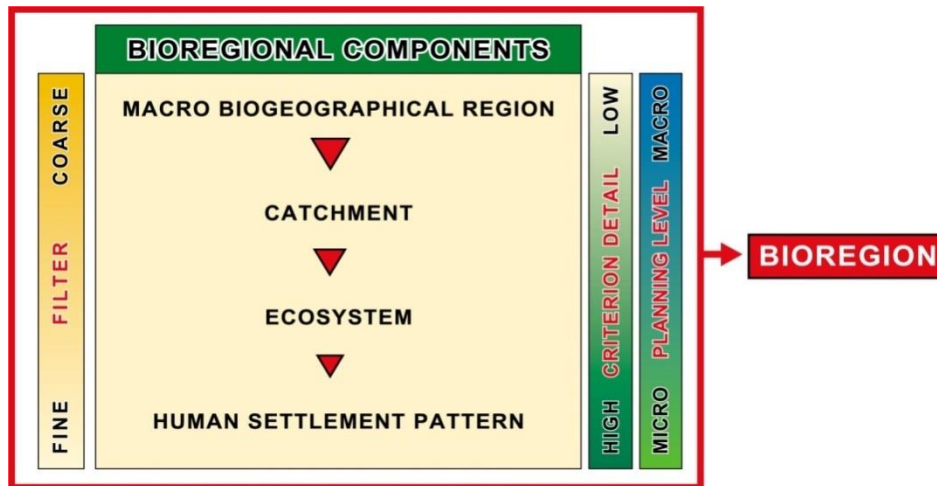 BIOREGIONAL COMPONENTS
COARSE
FILTER
FINE
MACRO BIOGEOGRAPHICAL REGION
CATCHMENT
ECOSYSTEM
HUMAN SETTLEMENT PATTERN
LOW
CRITERION DETAIL
HIGH
MACRO
PLANNING LEVEL
MICRO
BIOREGION